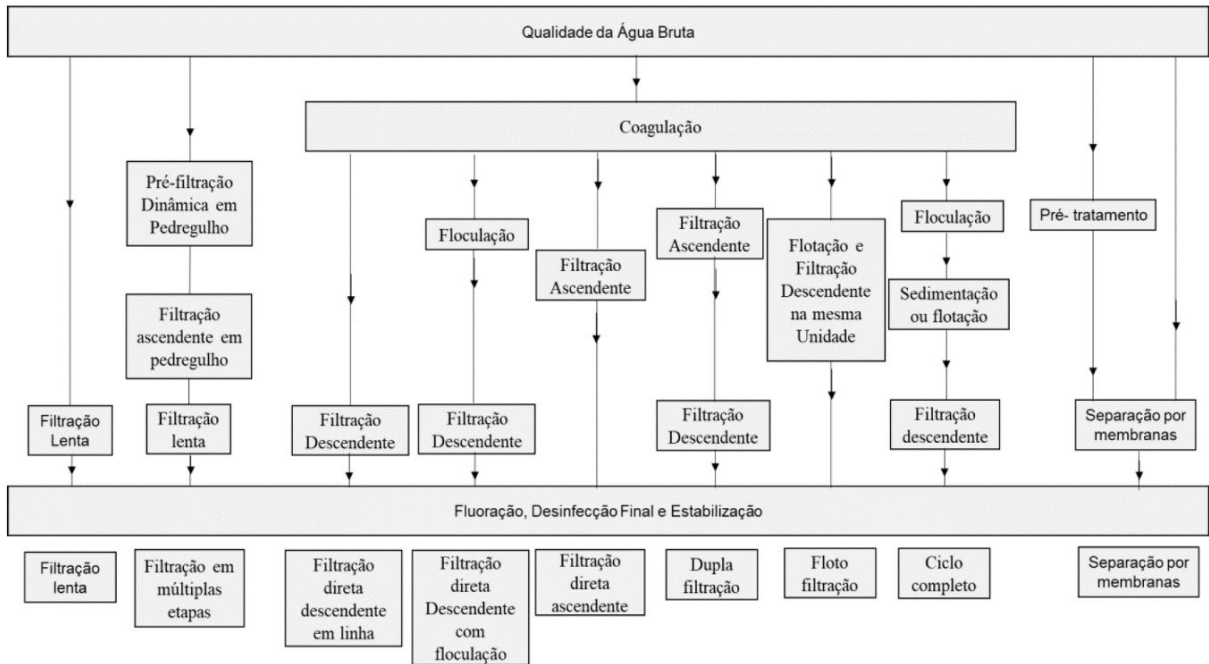 Qualidade da Água Bruta
Coagulação
Pré-filtração
Dinâmica em
Pedregulho
Filtração
ascendente em
pedregulho
Filtração
Lenta
Filtração
lenta
Filtração
Descendente
Floculação
Filtração
Descendente
Filtração
Ascendente
Filtração
Ascendente
Filtração
Descendente
Flotação e
Filtração
Descendente
na mesma
Unidade
Floculação
Sedimentação
ou flotação
Filtração
descendente
Pré- tratamento
Separação por
membranas
Fluoração, Desinfecção Final e Estabilização
Filtração
lenta
Filtração em
múltiplas
etapas
Filtração
direta
descendente
em linha
Filtração
direta
Descendente
com
floculação
Filtração
direta
ascendente
Dupla
filtração
Floto
filtração
Ciclo
completo
Separação por
membranas